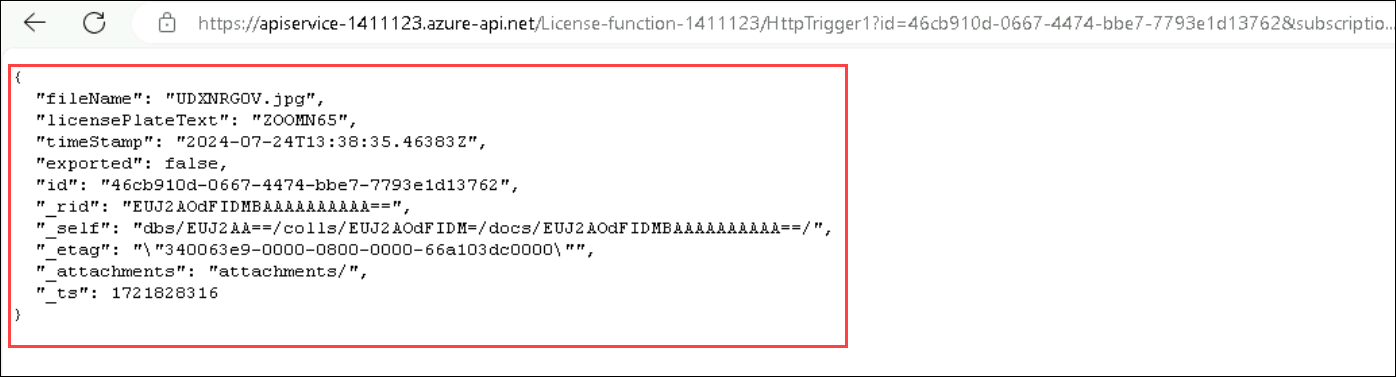 https://apiservice-1411123.azure-api.net/License-function-1411123/HttpTrigger1?id=46cb910d-0667-4474-bbe7-7793e1d13762&subscriptio...
{
"fileName": "UDXNRGOV.jpg",
"licensePlateText": "ZOOMN65",
"timeStamp": "2024-07-24T13:38:35.46383Z",
"exported": false,
"id": "46cb910d-0667-4474-bbe7-7793e1d13762",
"_rid": "EUJ2AOdFIDMBAAAAAAAAAA==",
"_self": "dbs/EUJ2AA==/colls/EUJ2AOdFIDM=/docs/EUJ2AOdFIDMBAAAAAAAAAA==/",
"_etag": "\"340063e9-0000-0800-0000-66a103dc0000\"",
"_attachments": "attachments/",
"_ts": 1721828316
}